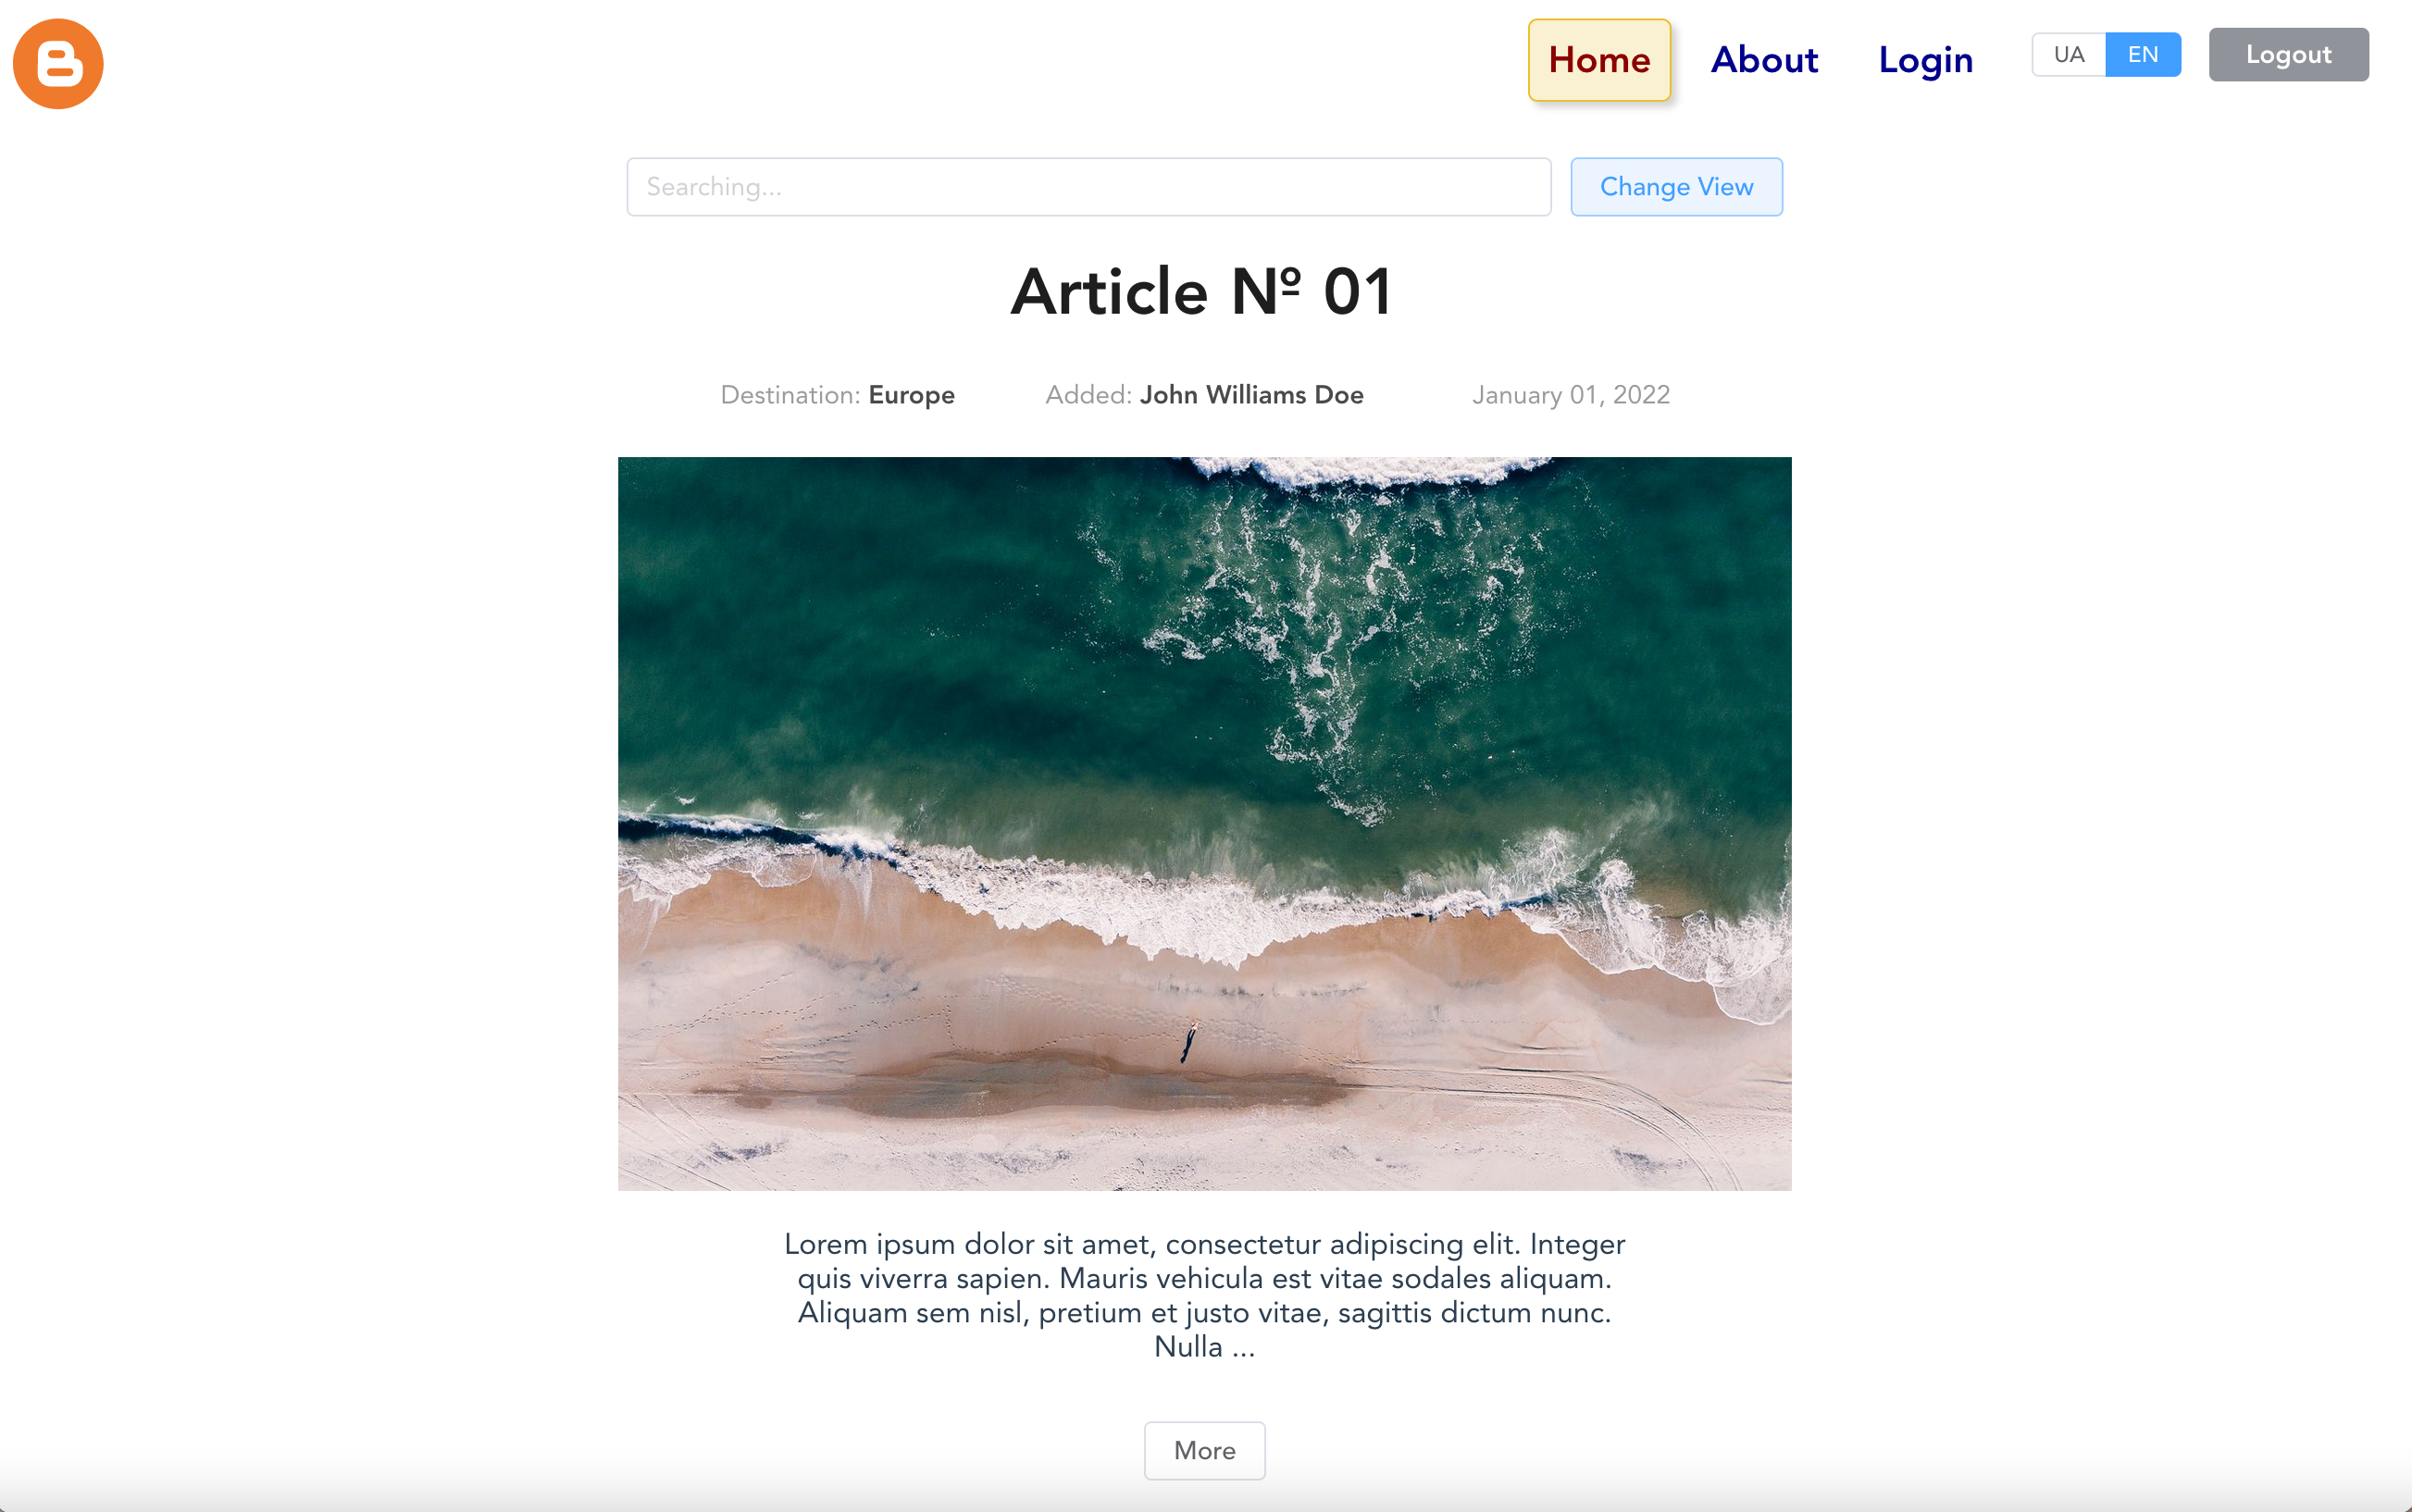 B
Home About Login UA EN Logout
Searching... Change View
Article Nº 01
Destination: Europe Added: John Williams Doe January 01, 2022
Lorem ipsum dolor sit amet, consectetur adipiscing elit. Integer
quis viverra sapien. Mauris vehicula est vitae sodales aliquam.
Aliquam sem nisl, pretium et justo vitae, sagittis dictum nunc.
Nulla ...
More